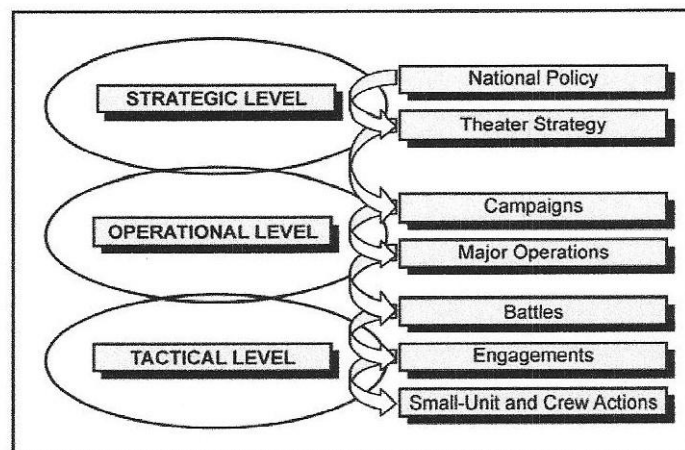 STRATEGIC LEVEL
National Policy
Theater Strategy
OPERATIONAL LEVEL
Campaigns
Major Operations
TACTICAL LEVEL
Battles
Engagements
Small-Unit and Crew Actions